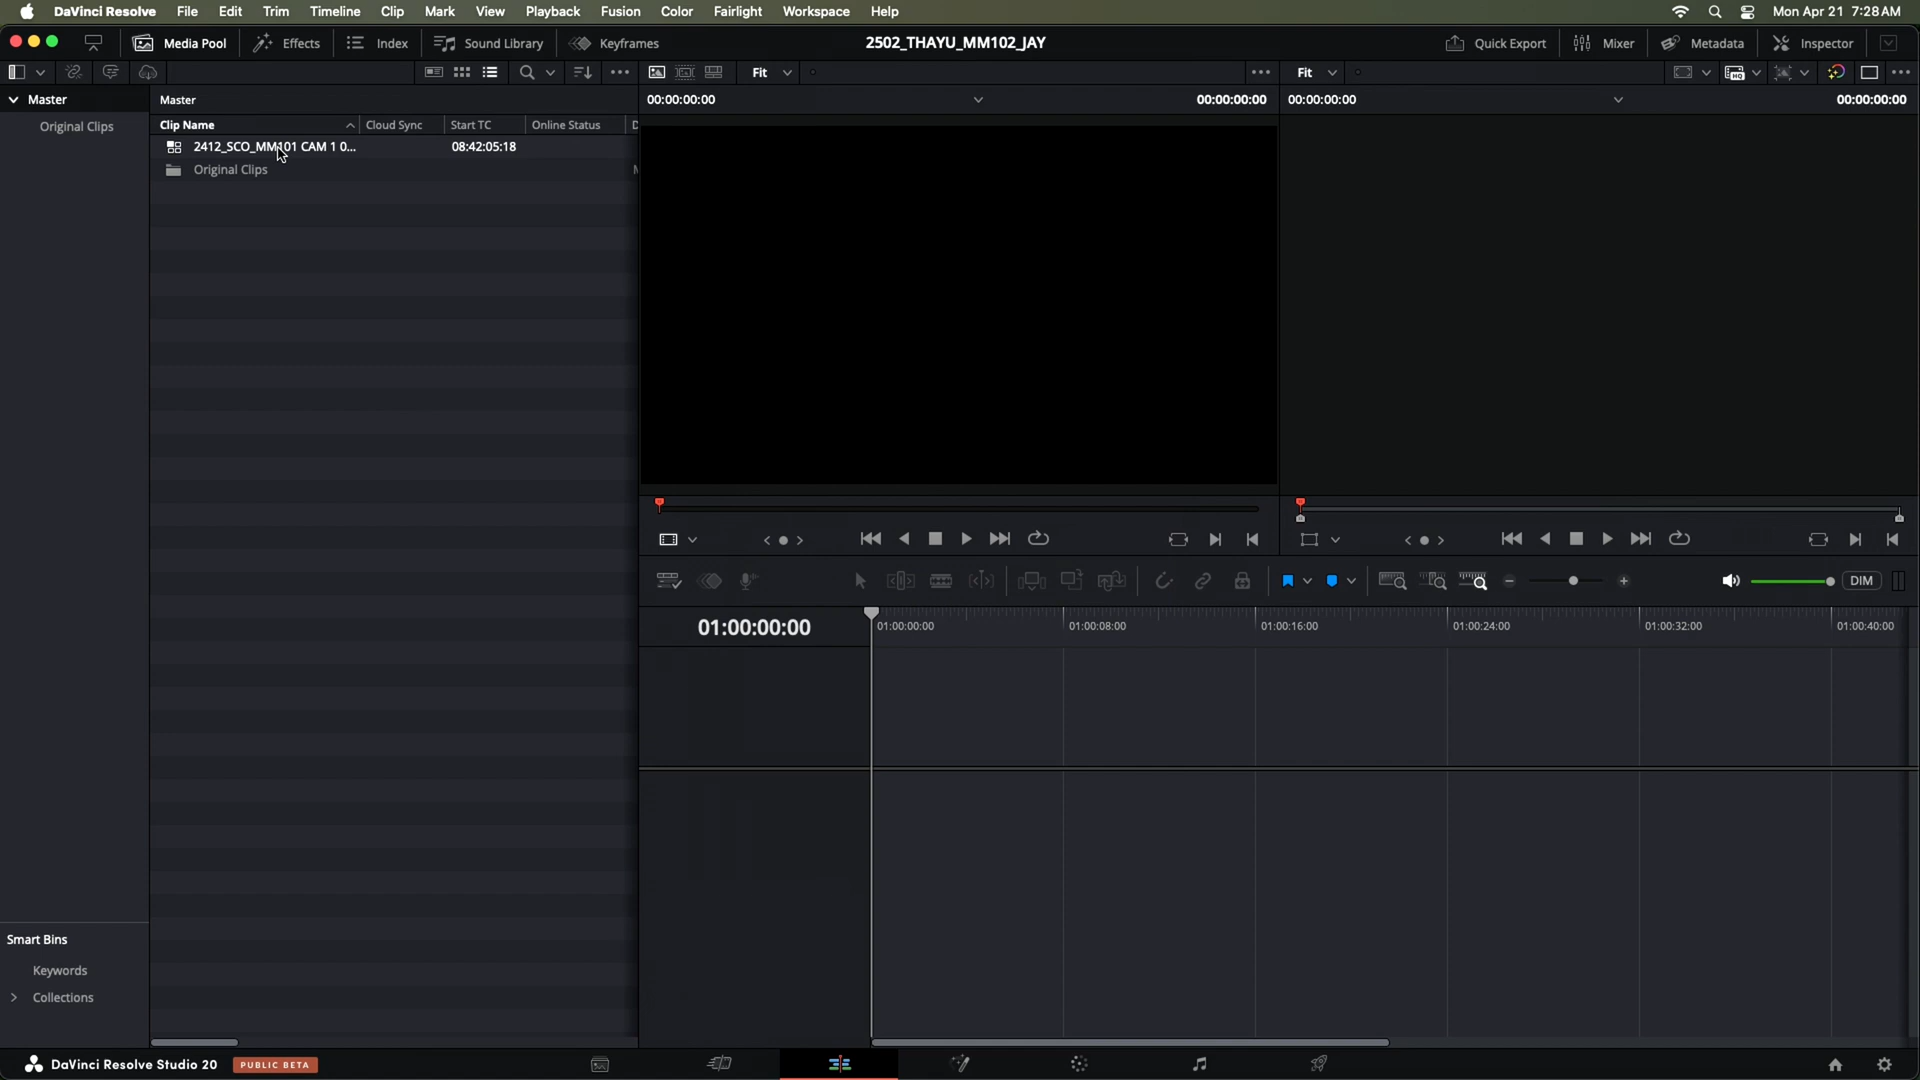 DaVinci Resolve File Edit Trim Timeline Clip Mark View Playback Fusion Color Fairlight Workspace Help Mon Apr 21 7:28 AM
Media Pool Effects Index Sound Library Keyframes 2502_THAYU_MM102_JAY Quick Export Mixer Metadata Inspector
Fit Fit
Master Master 00:00:00:00 00:00:00:00 00:00:00:00 00:00:00:00
Original Clips Clip Name Cloud Sync Start TC Online Status
2412_SCO_MM101 CAM 1 0... 08:42:05:18
Original Clips
DIM
01:00:00:00 01:00:00:00 01:00:08:00 01:00:16:00 01:00:24:00 01:00:32:00 01:00:40:00
Smart Bins
Keywords
Collections
DaVinci Resolve Studio 20 PUBLIC BETA